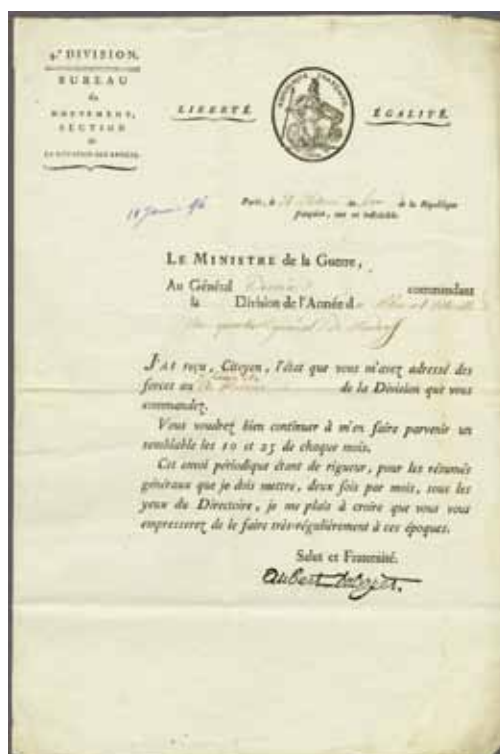 4.e DIVISION.
BUREAU
du
MOUVEMENT,
SECTION
LIBERTÉ.
ÉGALITÉ.
Paris, le de la République
française, une et indivisible.
LE MINISTRE de la Guerre,
Au Général commandant
la Division de l'Armée d
J'AI reçu, Citoyen, l'état que vous m'avez adressé des
forces au de la Division que vous
commandez.
Vous voudrez bien continuer à m'en faire parvenir un
semblable les 10 et 25 de chaque mois.
Cet envoi périodique étant de rigueur, pour les résumés
généraux que je dois mettre, deux fois par mois, sous les
yeux du Directoire, je me plais à croire que vous vous
empresserez de le faire très-régulièrement à ces époques.
Salut et Fraternité.
Aubert Dubayet